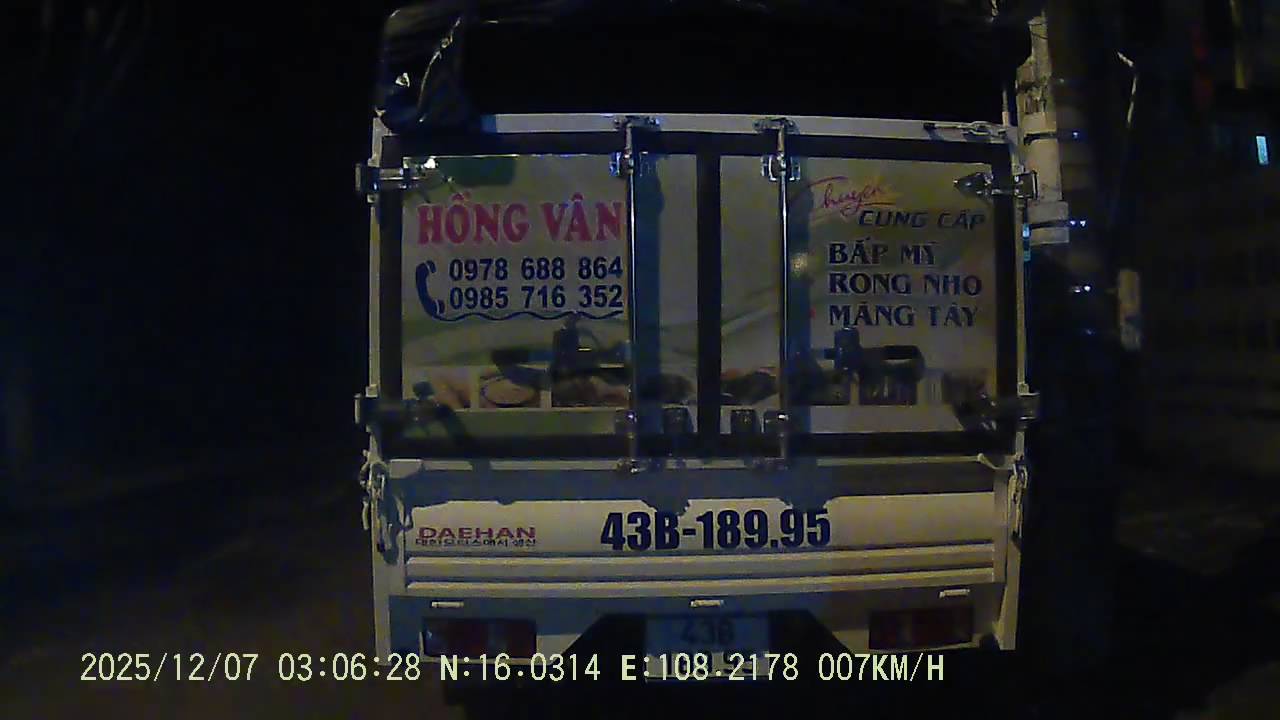 HỒNG VÂN
0978 688 864
0985 716 352
Chuyên
CUNG CẤP
BẮP MỸ
RONG NHO
MĂNG TÂY
DAEHAN
43B-189.95
43B
2025/12/07 03:06:28 N:16.0314 E:108.2178 007KM/H